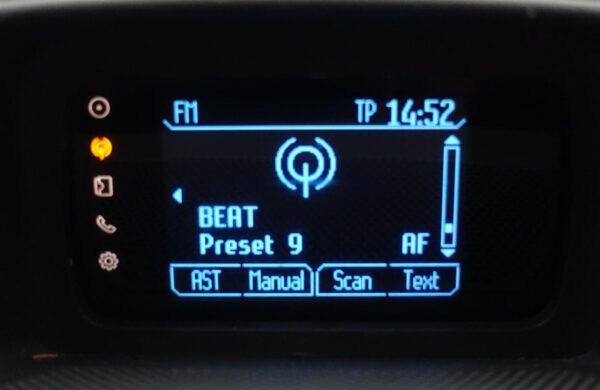 FM TP 14:52
BEAT
Preset 9 AF
AST Manual Scan Text